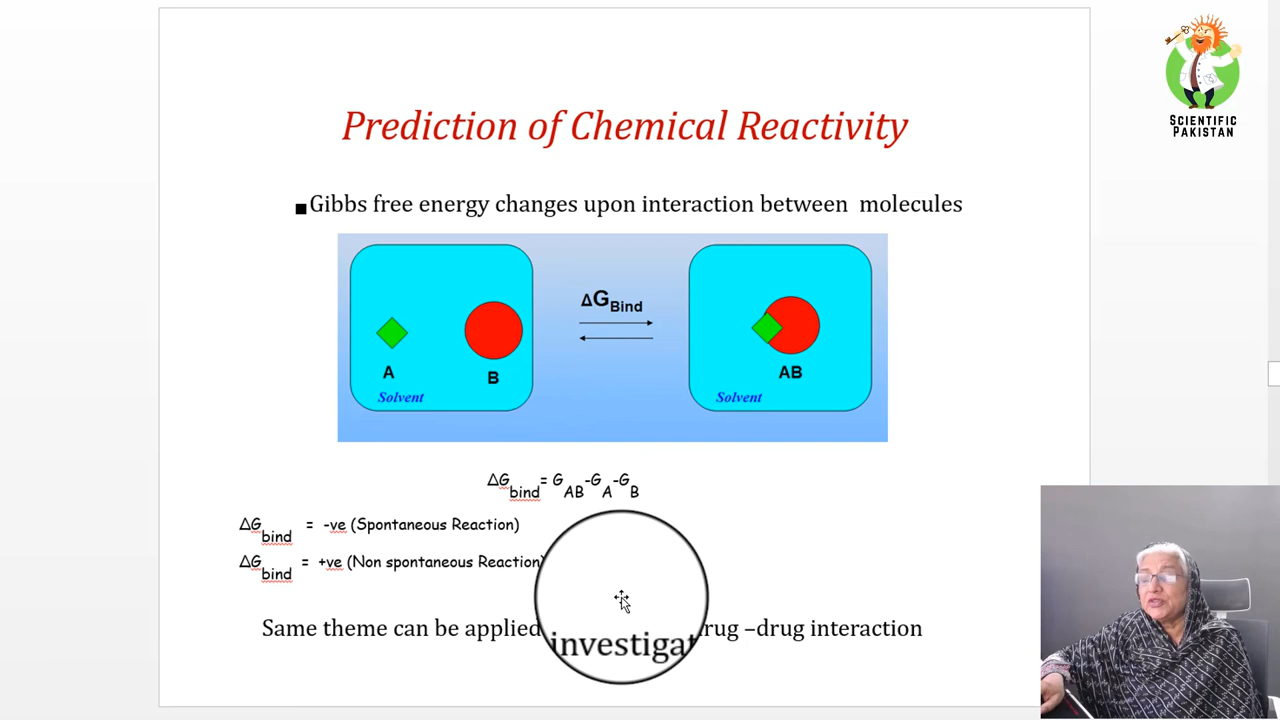 SCIENTIFIC
PAKISTAN
Prediction of Chemical Reactivity
▪Gibbs free energy changes upon interaction between molecules
ΔG Bind
A
B
Solvent
AB
Solvent
ΔG bind = G AB -G A -G B
ΔG bind = -ve (Spontaneous Reaction)
ΔG bind = +ve (Non spontaneous Reaction)
Same theme can be applied investigat rug –drug interaction